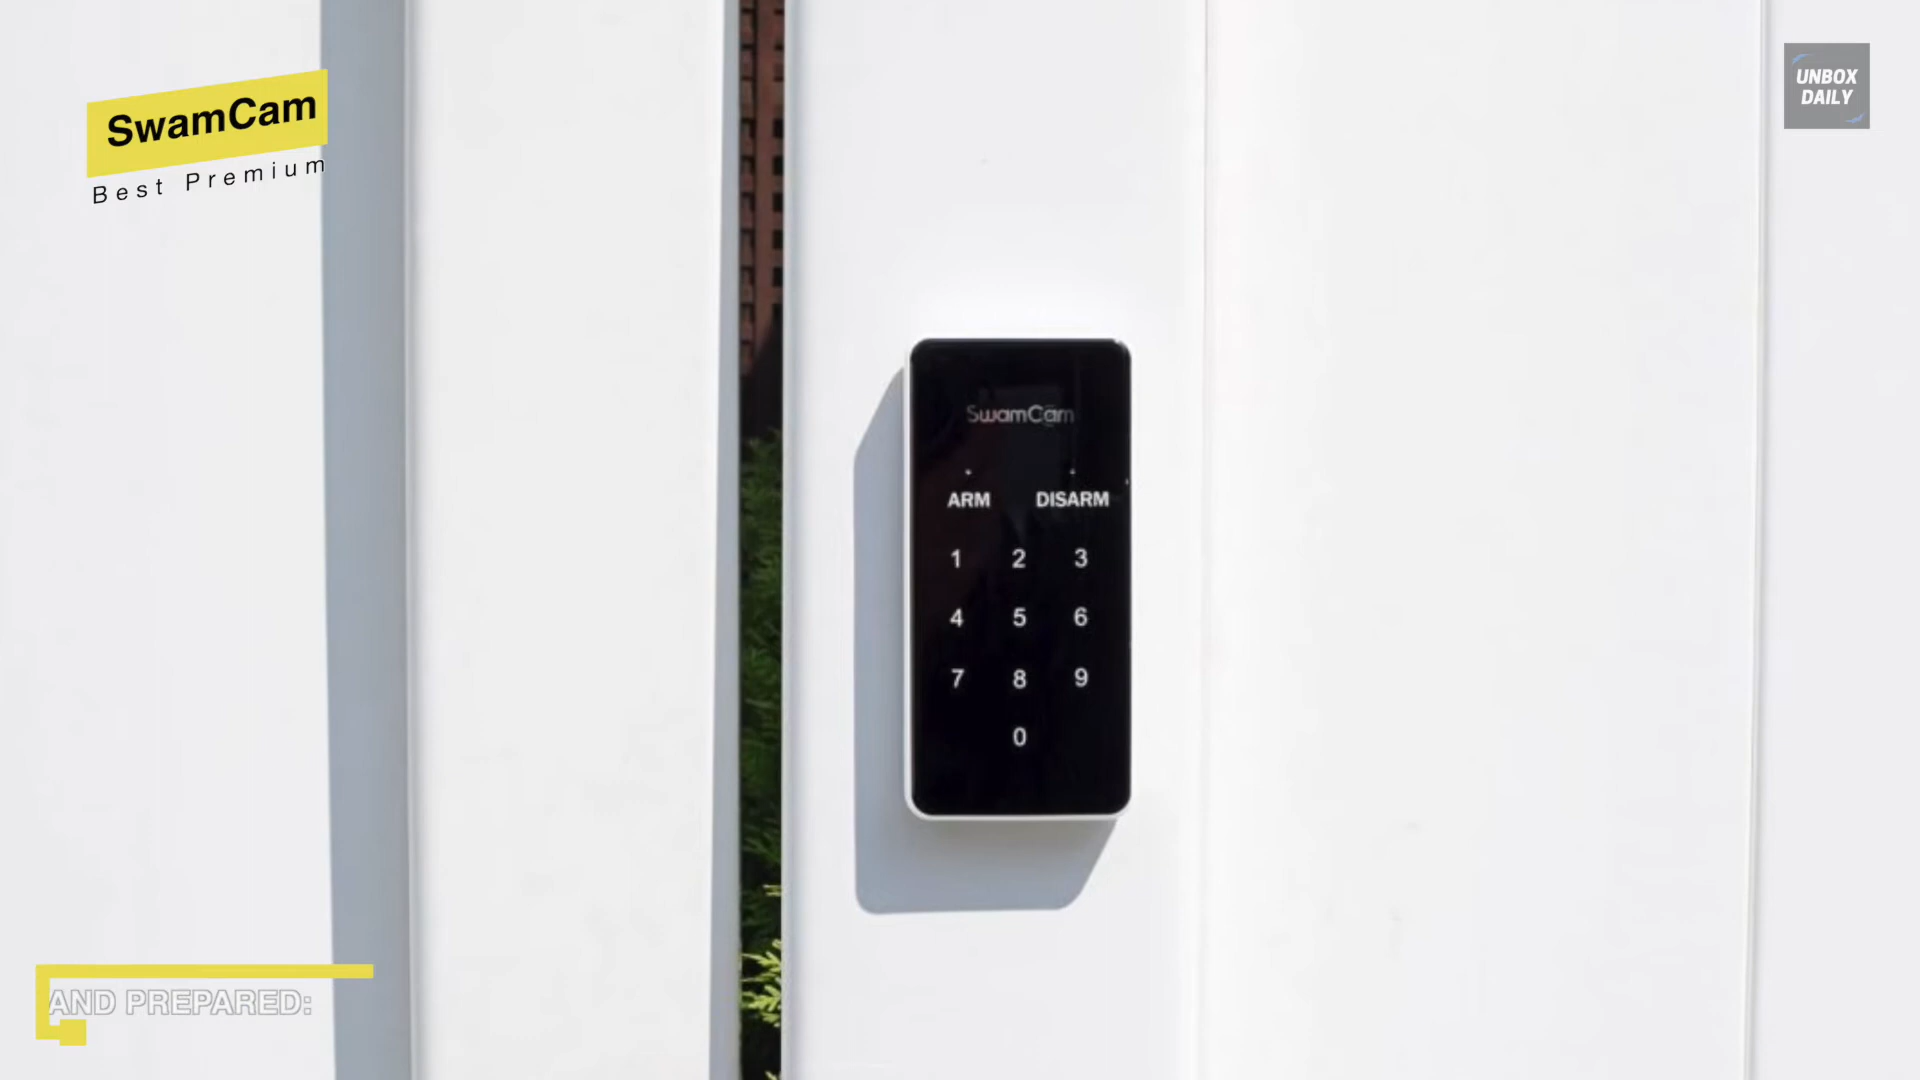 SwamCam
Best Premium
UNBOX
DAILY
SwamCam
ARM DISARM
1 2 3
4 5 6
7 8 9
0
AND PREPARED: